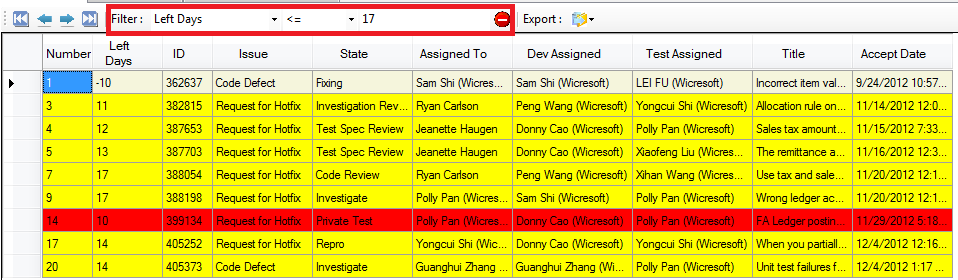 Filter : Left Days <= 17 Export :
Number Left Days ID Issue State Assigned To Dev Assigned Test Assigned Title Accept Date
1 -10 362637 Code Defect Fixing Sam Shi (Wicres... Sam Shi (Wicresoft) LEI FU (Wicresoft) Incorrect item val... 9/24/2012 10:57...
3 11 382815 Request for Hotfix Investigation Rev... Ryan Carlson Peng Wang (Wicresoft) Yongcui Shi (Wicresoft) Allocation rule on... 11/14/2012 12:0...
4 12 387653 Request for Hotfix Test Spec Review Jeanette Haugen Donny Cao (Wicresoft) Polly Pan (Wicresoft) Sales tax amount... 11/15/2012 7:33...
5 13 387703 Request for Hotfix Test Spec Review Jeanette Haugen Donny Cao (Wicresoft) Xiaofeng Liu (Wicres... The remittance a... 11/16/2012 12:3...
7 17 388054 Request for Hotfix Code Review Ryan Carlson Peng Wang (Wicresoft) Xihan Wang (Wicresoft) Use tax and sale... 11/20/2012 12:1...
9 17 388198 Request for Hotfix Investigate Polly Pan (Wicres... Sam Shi (Wicresoft) Polly Pan (Wicresoft) Wrong ledger ac... 11/20/2012 12:1...
14 10 399134 Request for Hotfix Private Test Polly Pan (Wicres... Donny Cao (Wicresoft) Polly Pan (Wicresoft) FA Ledger postin... 11/29/2012 5:18...
17 14 405252 Request for Hotfix Repro Yongcui Shi (Wic... Donny Cao (Wicresoft) Yongcui Shi (Wicresoft) When you partiall... 12/4/2012 12:16...
20 14 405373 Code Defect Investigate Guanghui Zhang ... Donny Cao (Wicresoft) Yongcui Shi (Wicresoft) Unit test failures f... 12/4/2012 1:17 ...